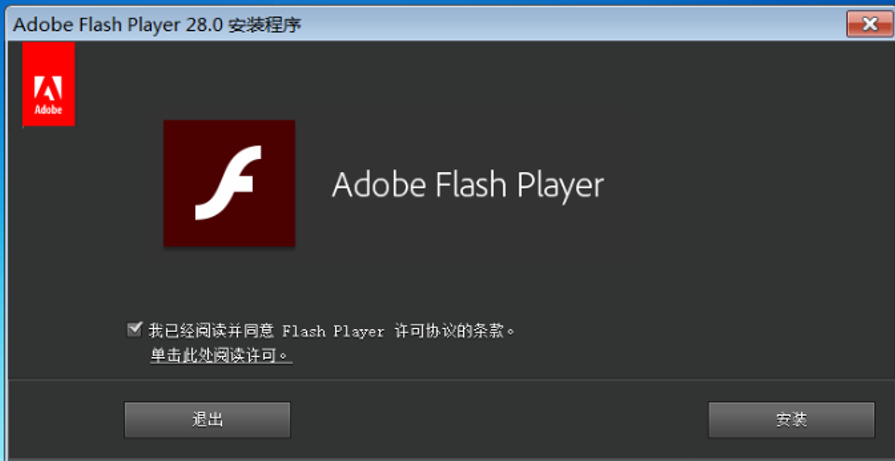 Adobe Flash Player 28.0 安装程序
Adobe
Adobe Flash Player
我已经阅读并同意 Flash Player 许可协议的条款。
单击此处阅读许可。
退出
安装